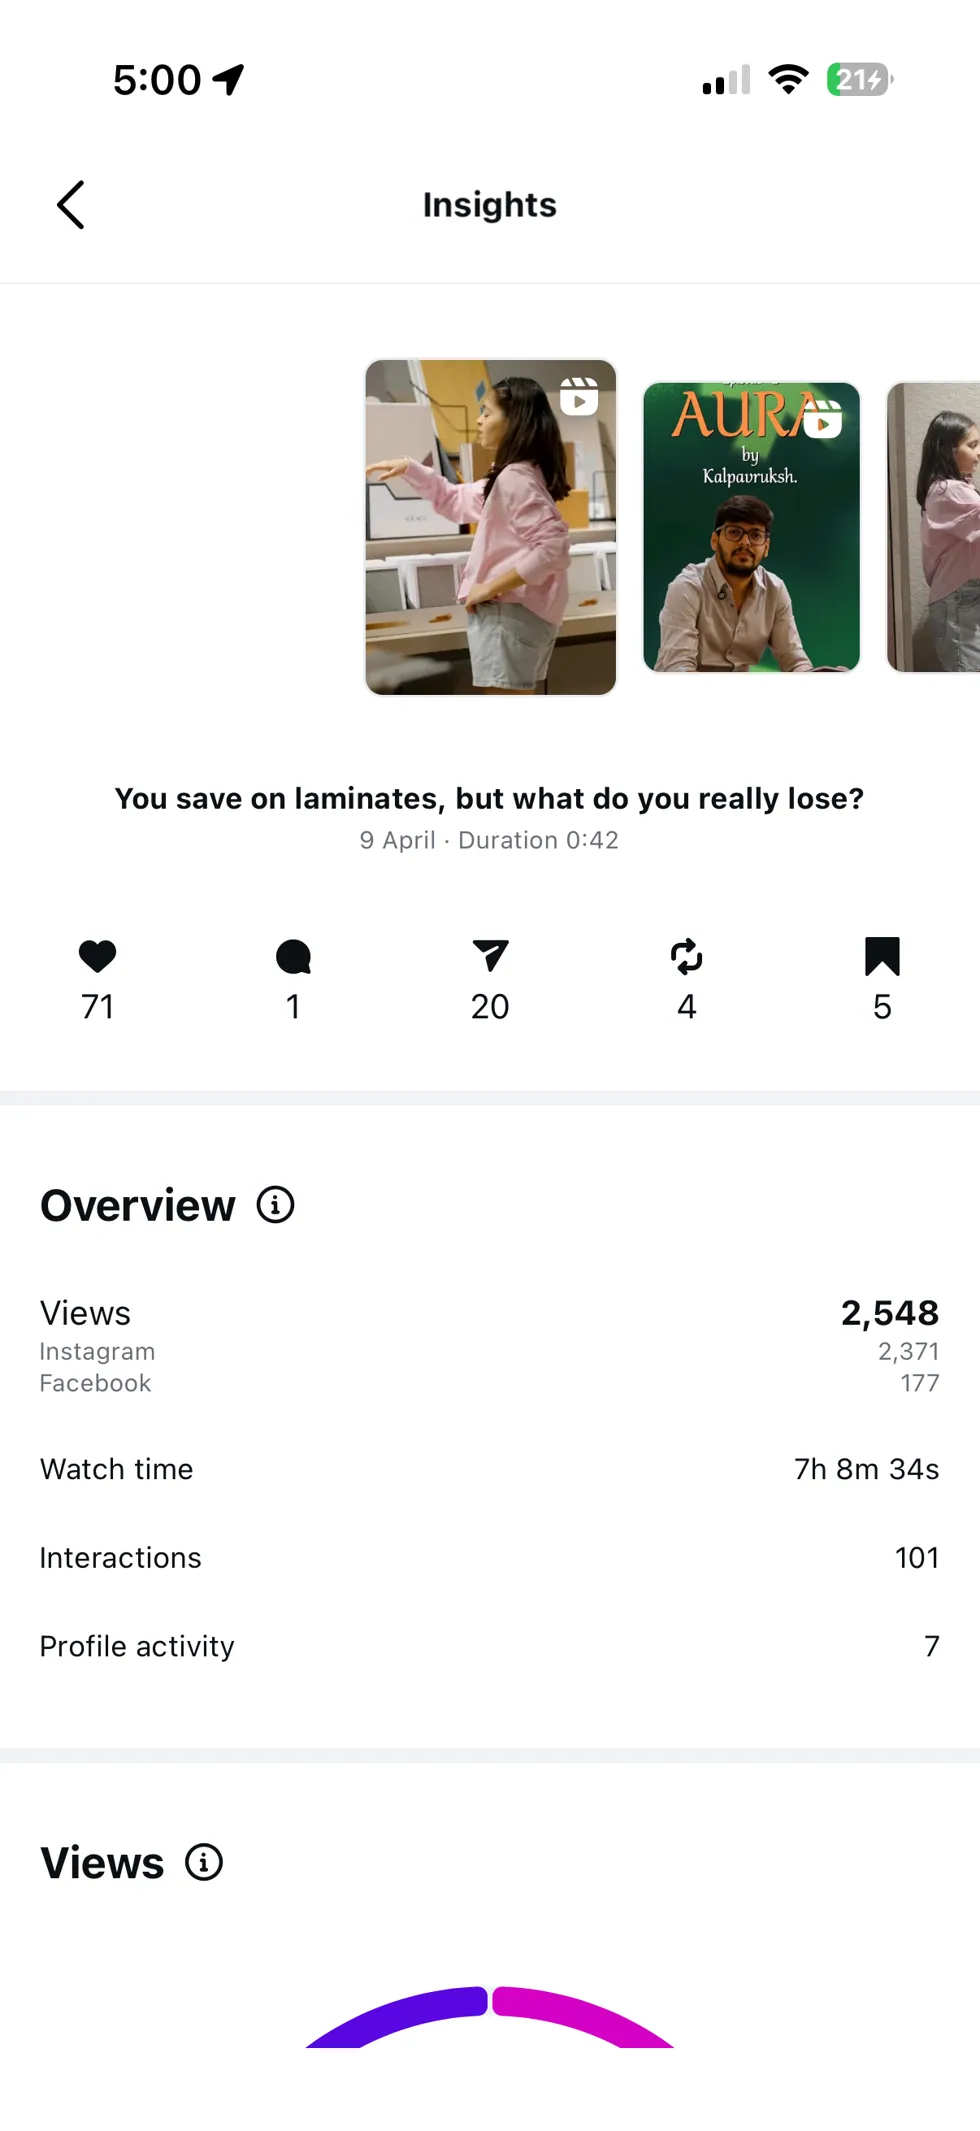 5:00
21
Insights
AURA
by
Kalpavruksh.
You save on laminates, but what do you really lose?
9 April · Duration 0:42
71
1
20
4
5
Overview
Views
2,548
Instagram
2,371
Facebook
177
Watch time
7h 8m 34s
Interactions
101
Profile activity
7
Views